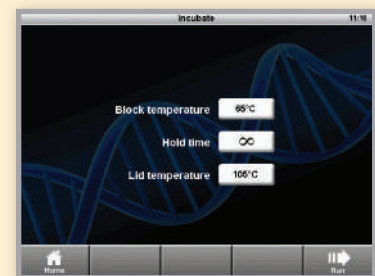 Incubate 11:16
Block temperature 65°C
Hold time ∞
Lid temperature 105°C
Home Run